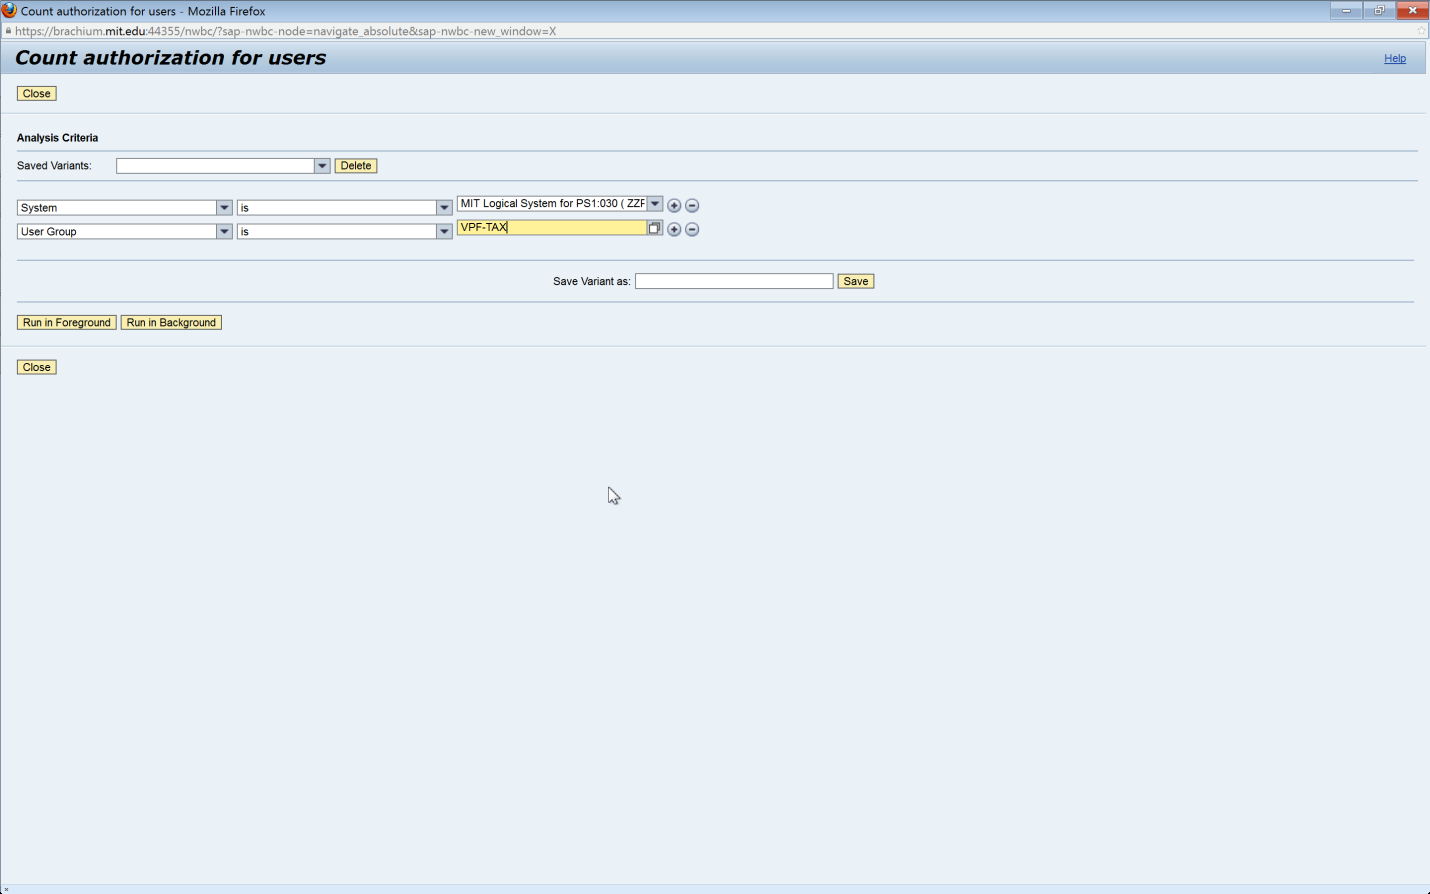 Count authorization for users - Mozilla Firefox
https://brachium.mit.edu:44355/nwbc/?sap-nwbc-node=navigate_absolute&sap-nwbc-new_window=X
Count authorization for users
Help
Close
Analysis Criteria
Saved Variants:
Delete
System is MIT Logical System for PS1:030 ( ZZF
User Group is VPF-TAX
Save Variant as: Save
Run in Foreground Run in Background
Close